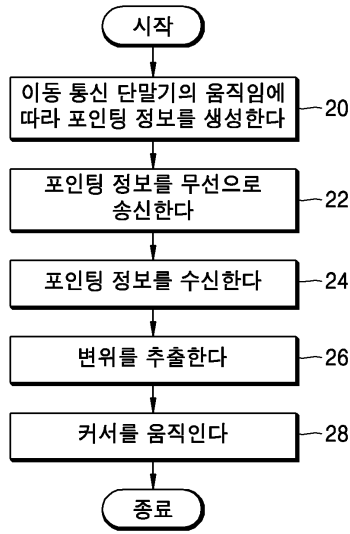 시작
이동 통신 단말기의 움직임에
따라 포인팅 정보를 생성한다
20
포인팅 정보를 무선으로
송신한다
22
포인팅 정보를 수신한다
24
변위를 추출한다
26
커서를 움직인다
28
종료